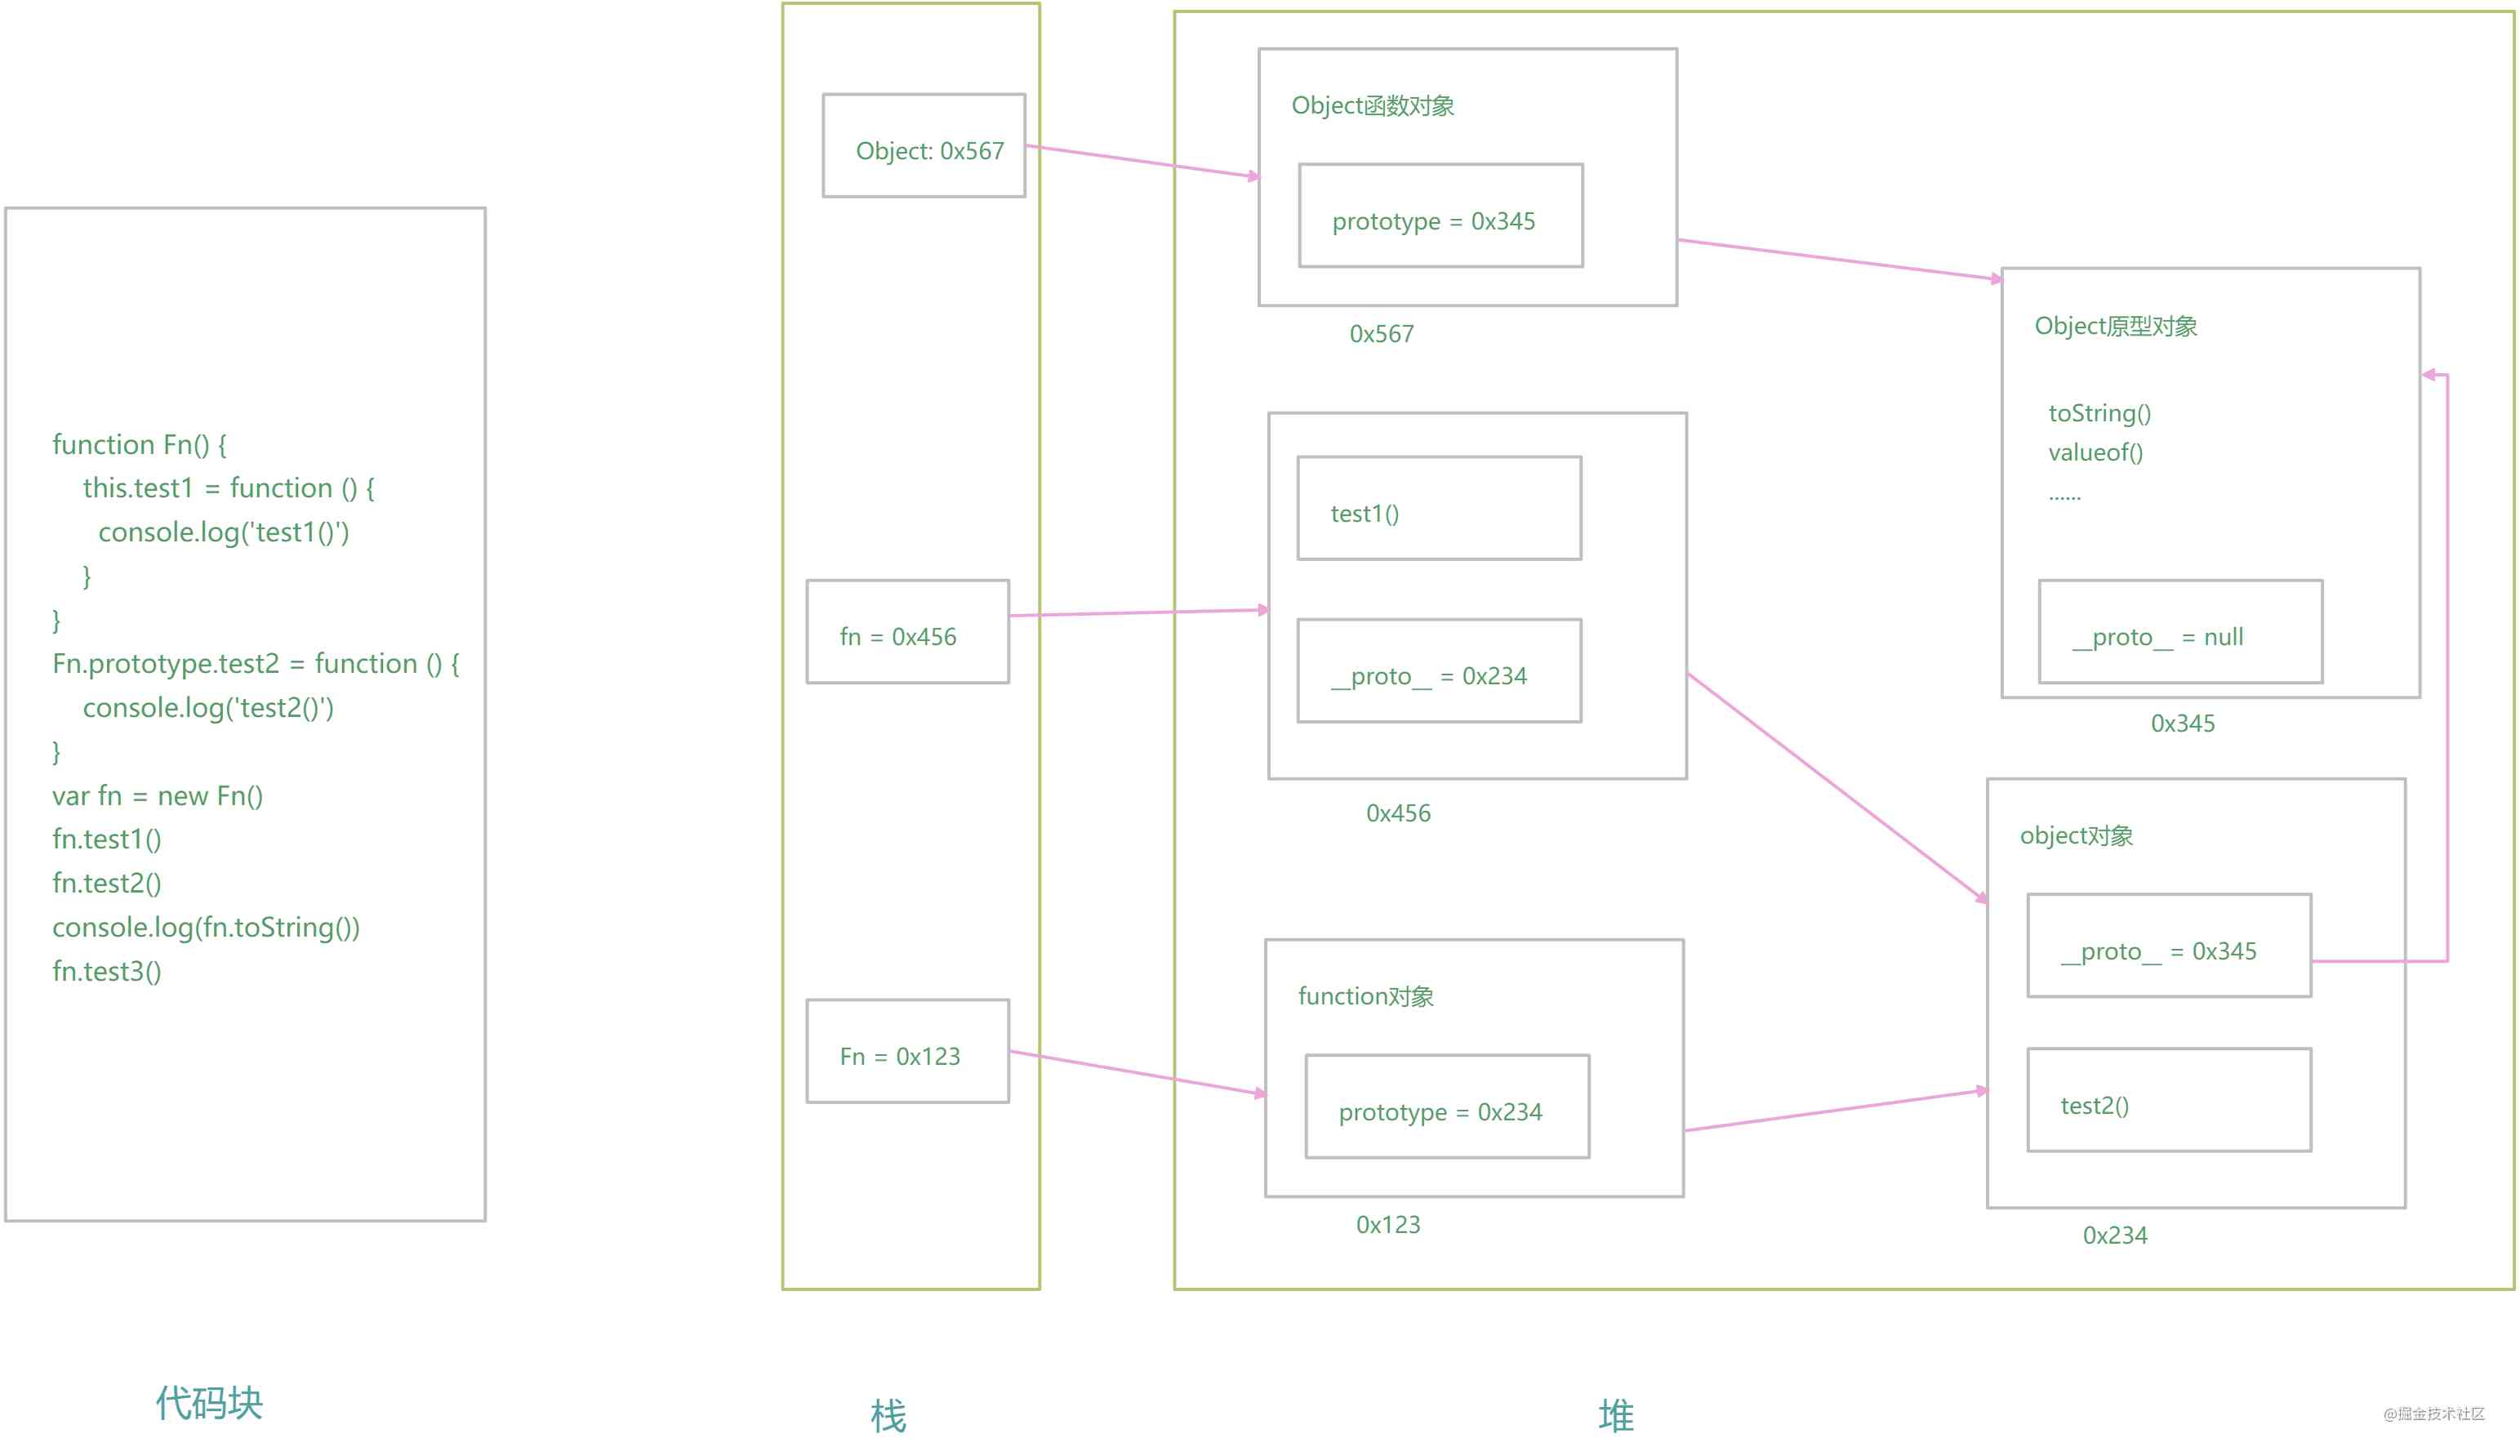 function Fn() {
this.test1 = function () {
console.log('test1()')
}
}
Fn.prototype.test2 = function () {
console.log('test2()')
}
var fn = new Fn()
fn.test1()
fn.test2()
console.log(fn.toString())
fn.test3()
代码块
Object: 0x567
fn = 0x456
Fn = 0x123
栈
Object函数对象
prototype = 0x345
0x567
test1()
__proto__ = 0x234
0x456
function对象
prototype = 0x234
0x123
Object原型对象
toString()
valueof()
......
__proto__ = null
0x345
object对象
__proto__ = 0x345
test2()
0x234
堆
@掘金技术社区